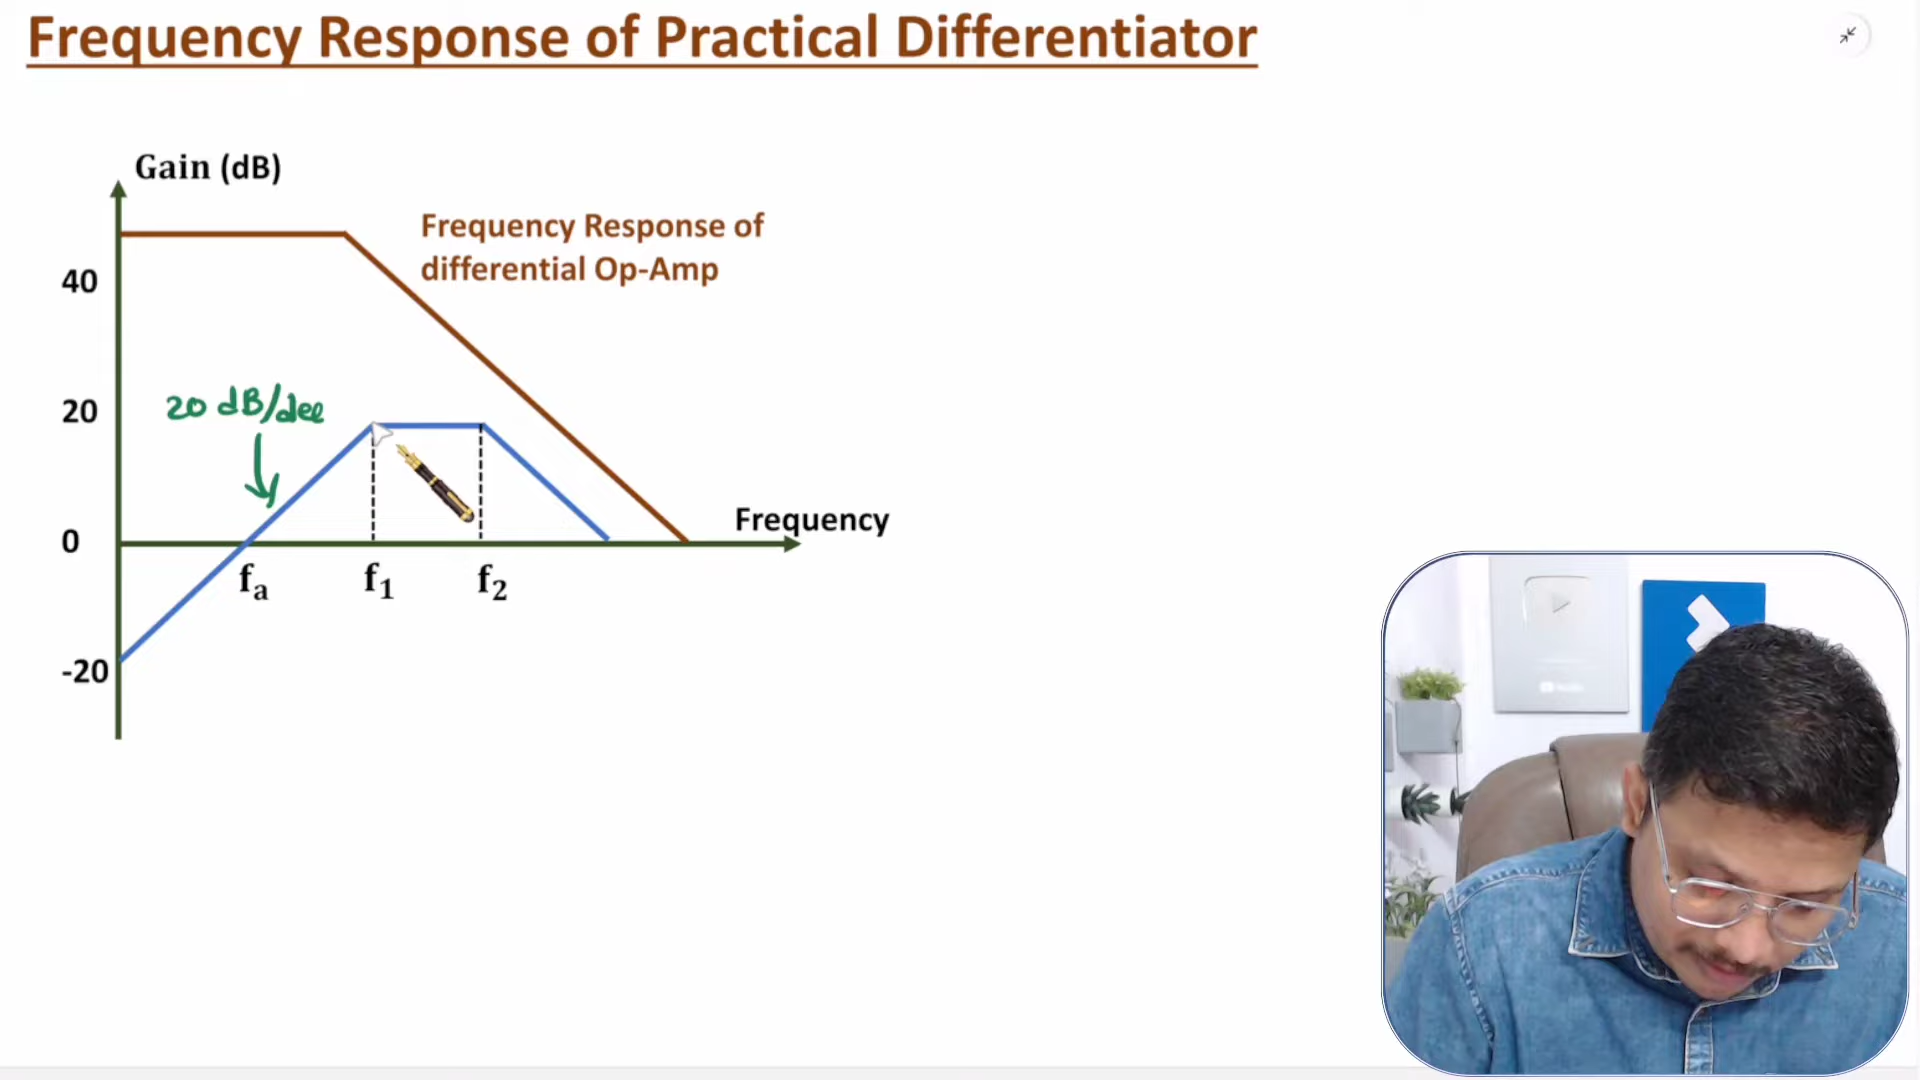 Frequency Response of Practical Differentiator
Gain (dB)
Frequency Response of
differential Op-Amp
40
20 dB/dec
20
Frequency
0
fa
f1
f2
-20